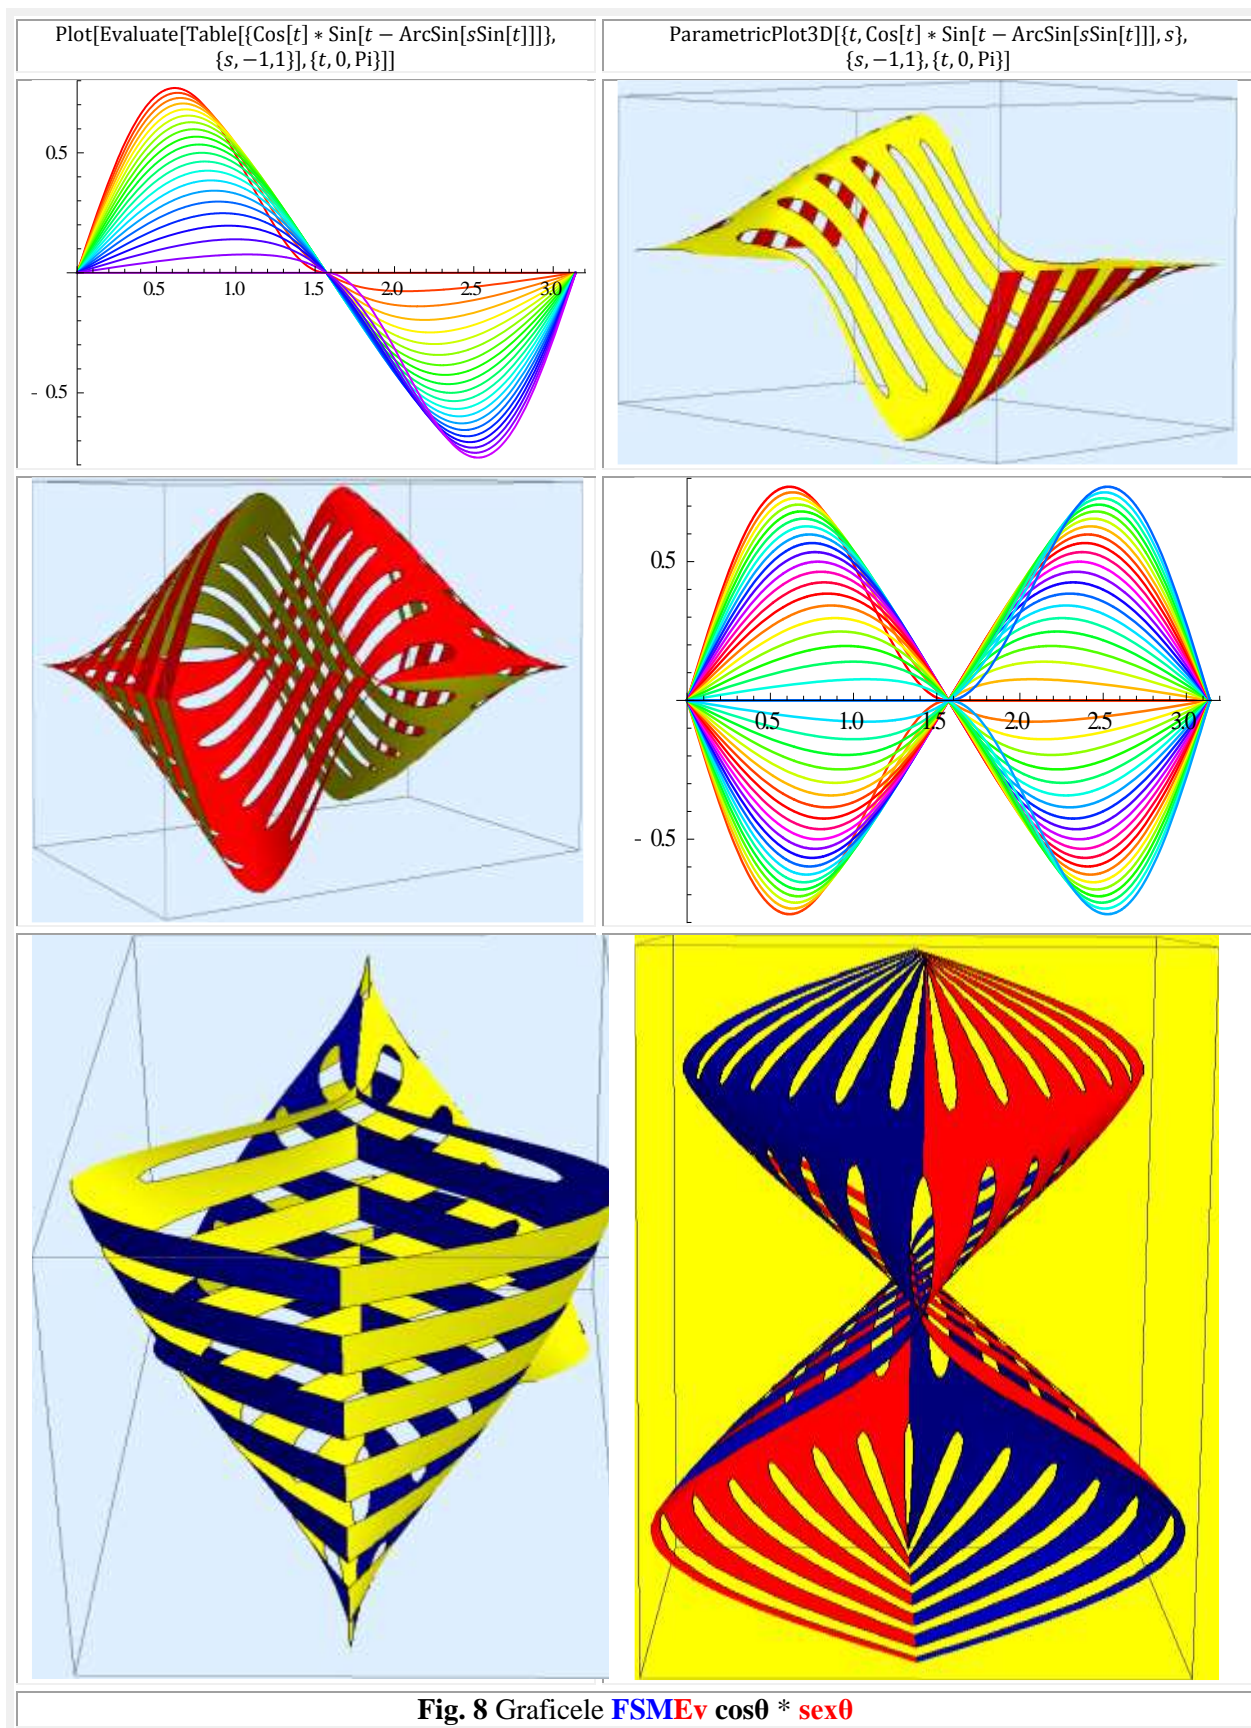 Plot[Evaluate[Table[{Cos[t] ∗ Sin[t − ArcSin[sSin[t]]]},
{s, −1,1}], {t, 0, Pi}]]
ParametricPlot3D[{t, Cos[t] ∗ Sin[t − ArcSin[sSin[t]]], s},
{s, −1,1}, {t, 0, Pi}]
0.5
0.5 1.0 1.5 2.0 2.5 3.0
- 0.5
0.5
0.5 1.0 1.5 2.0 2.5 3.0
- 0.5
Fig. 8 Graficele FSMEv cosθ * sexθ